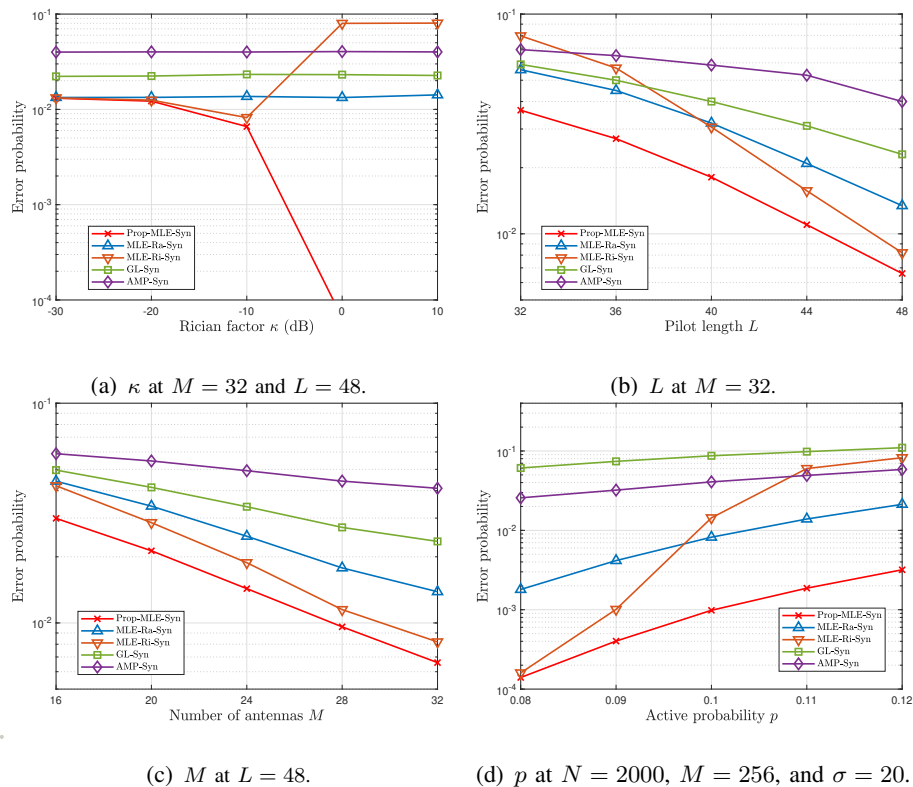 10^-1
10^-2
10^-3
10^-4
Error probability
-30 -20 -10 0 10
Rician factor κ (dB)
Prop-MLE-Syn
MLE-Ra-Syn
MLE-Ri-Syn
GL-Syn
AMP-Syn
(a) κ at M = 32 and L = 48.
10^-1
10^-2
Error probability
32 36 40 44 48
Pilot length L
Prop-MLE-Syn
MLE-Ra-Syn
MLE-Ri-Syn
GL-Syn
AMP-Syn
(b) L at M = 32.
10^-1
10^-2
Error probability
16 20 24 28 32
Number of antennas M
Prop-MLE-Syn
MLE-Ra-Syn
MLE-Ri-Syn
GL-Syn
AMP-Syn
(c) M at L = 48.
10^-1
10^-2
10^-3
10^-4
Error probability
0.08 0.09 0.1 0.11 0.12
Active probability p
Prop-MLE-Syn
MLE-Ra-Syn
MLE-Ri-Syn
GL-Syn
AMP-Syn
(d) p at N = 2000, M = 256, and σ = 20.